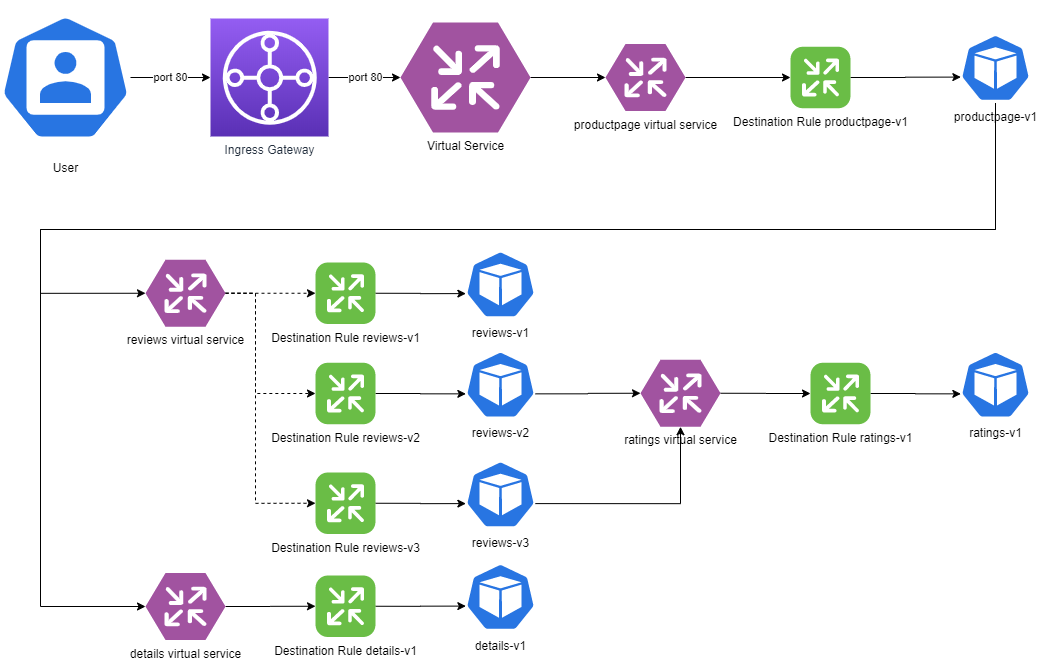 port 80
port 80
User
Ingress Gateway
Virtual Service
productpage virtual service
Destination Rule productpage-v1
productpage-v1
reviews virtual service
Destination Rule reviews-v1
reviews-v1
Destination Rule reviews-v2
reviews-v2
ratings virtual service
Destination Rule ratings-v1
ratings-v1
Destination Rule reviews-v3
reviews-v3
details virtual service
Destination Rule details-v1
details-v1